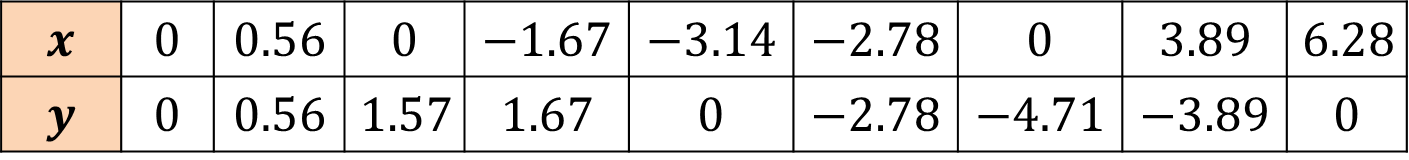 x 0 0.56 0 −1.67 −3.14 −2.78 0 3.89 6.28
y 0 0.56 1.57 1.67 0 −2.78 −4.71 −3.89 0